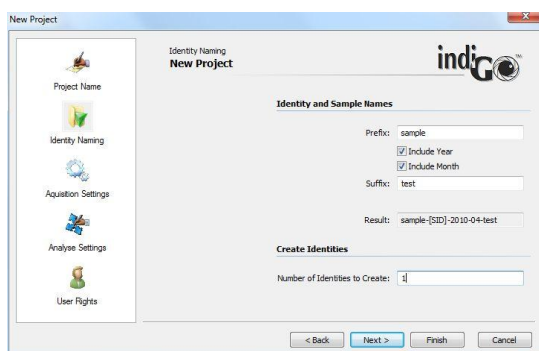 New Project
Project Name
Identity Naming
Aquisition Settings
Analyse Settings
User Rights
Identity Naming
New Project
indiGo™
Identity and Sample Names
Prefix: sample
Include Year
Include Month
Suffix: test
Result: sample-[SID]-2010-04-test
Create Identities
Number of Identities to Create: 1
< Back Next > Finish Cancel